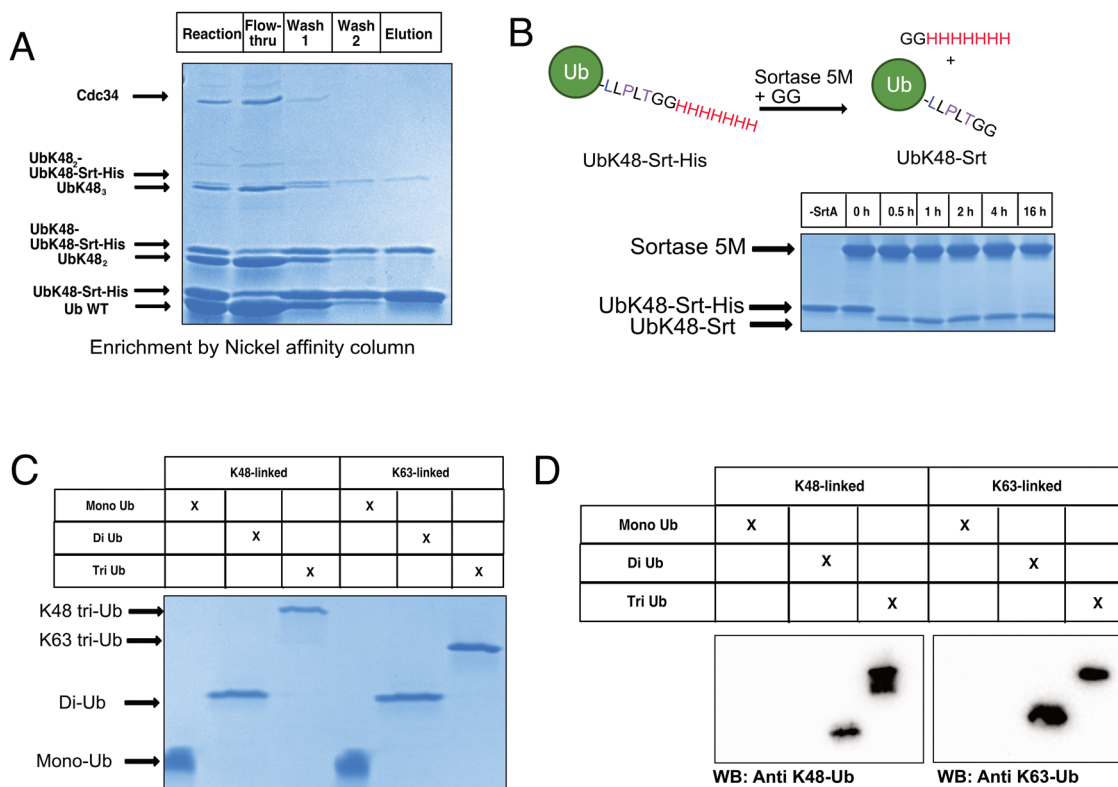 A
Reaction Flow-thru Wash 1 Wash 2 Elution
Cdc34
UbK48₂-
UbK48-Srt-His
UbK48₃
UbK48-
UbK48-Srt-His
UbK48₂
UbK48-Srt-His
Ub WT
Enrichment by Nickel affinity column
B
Ub
-LLPLTGGHHHHHHH
UbK48-Srt-His
Sortase 5M
+ GG
GGHHHHHHH
+
Ub
-LLPLTGG
UbK48-Srt
-SrtA 0 h 0.5 h 1 h 2 h 4 h 16 h
Sortase 5M
UbK48-Srt-His
UbK48-Srt
C
K48-linked K63-linked
Mono Ub X X
Di Ub X X
Tri Ub X X
K48 tri-Ub
K63 tri-Ub
Di-Ub
Mono-Ub
D
K48-linked K63-linked
Mono Ub X X
Di Ub X X
Tri Ub X X
WB: Anti K48-Ub WB: Anti K63-Ub